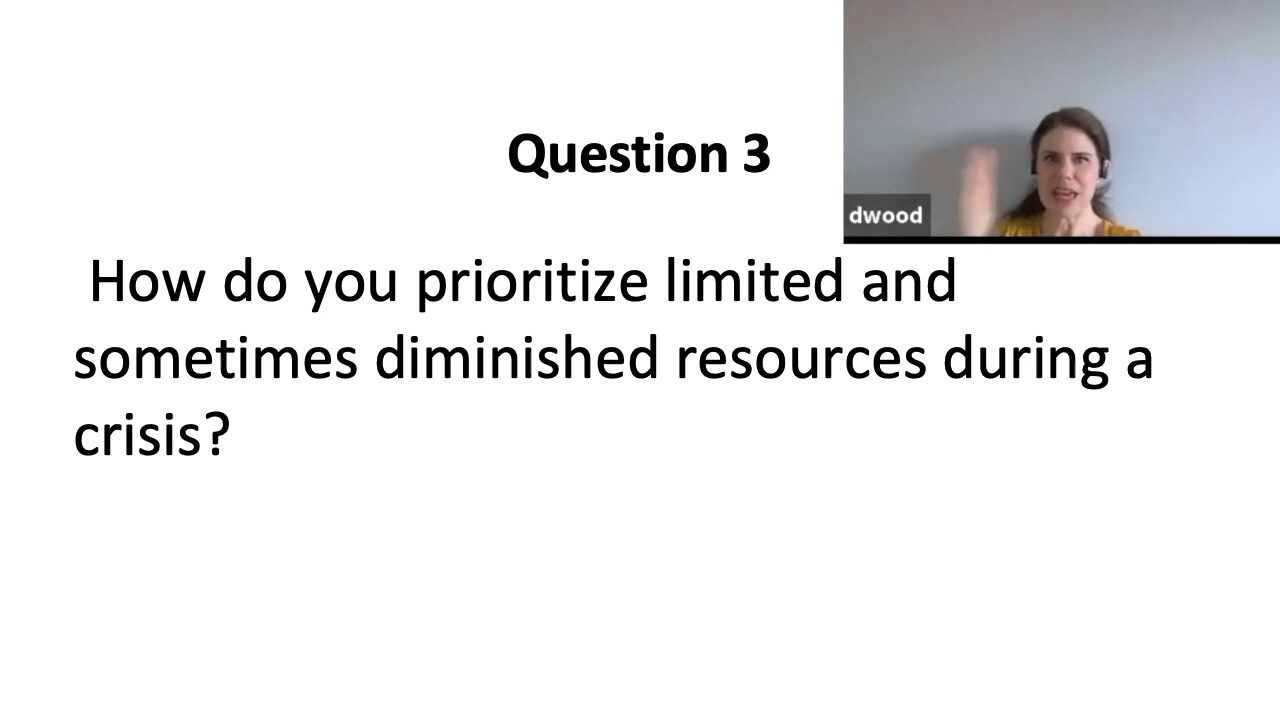 Question 3
dwood
How do you prioritize limited and
sometimes diminished resources during a
crisis?